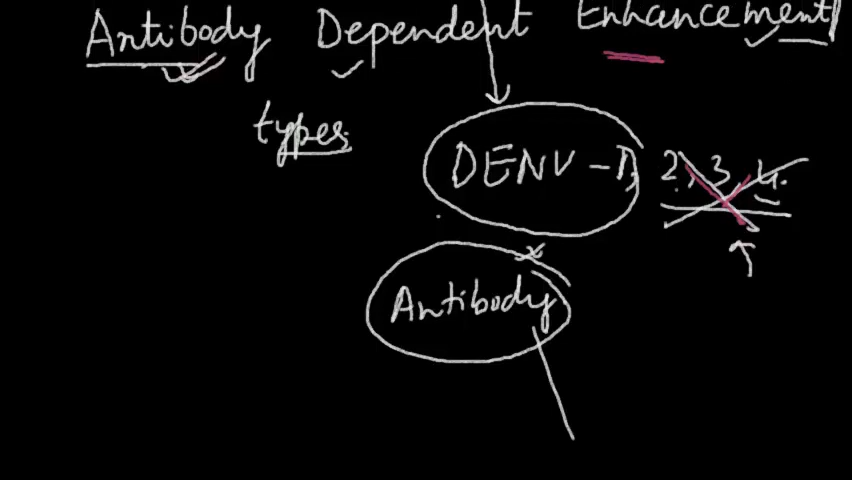 Antibody Dependent Enhancement
types.
DENV-1, 2, 3, 4.
Antibody